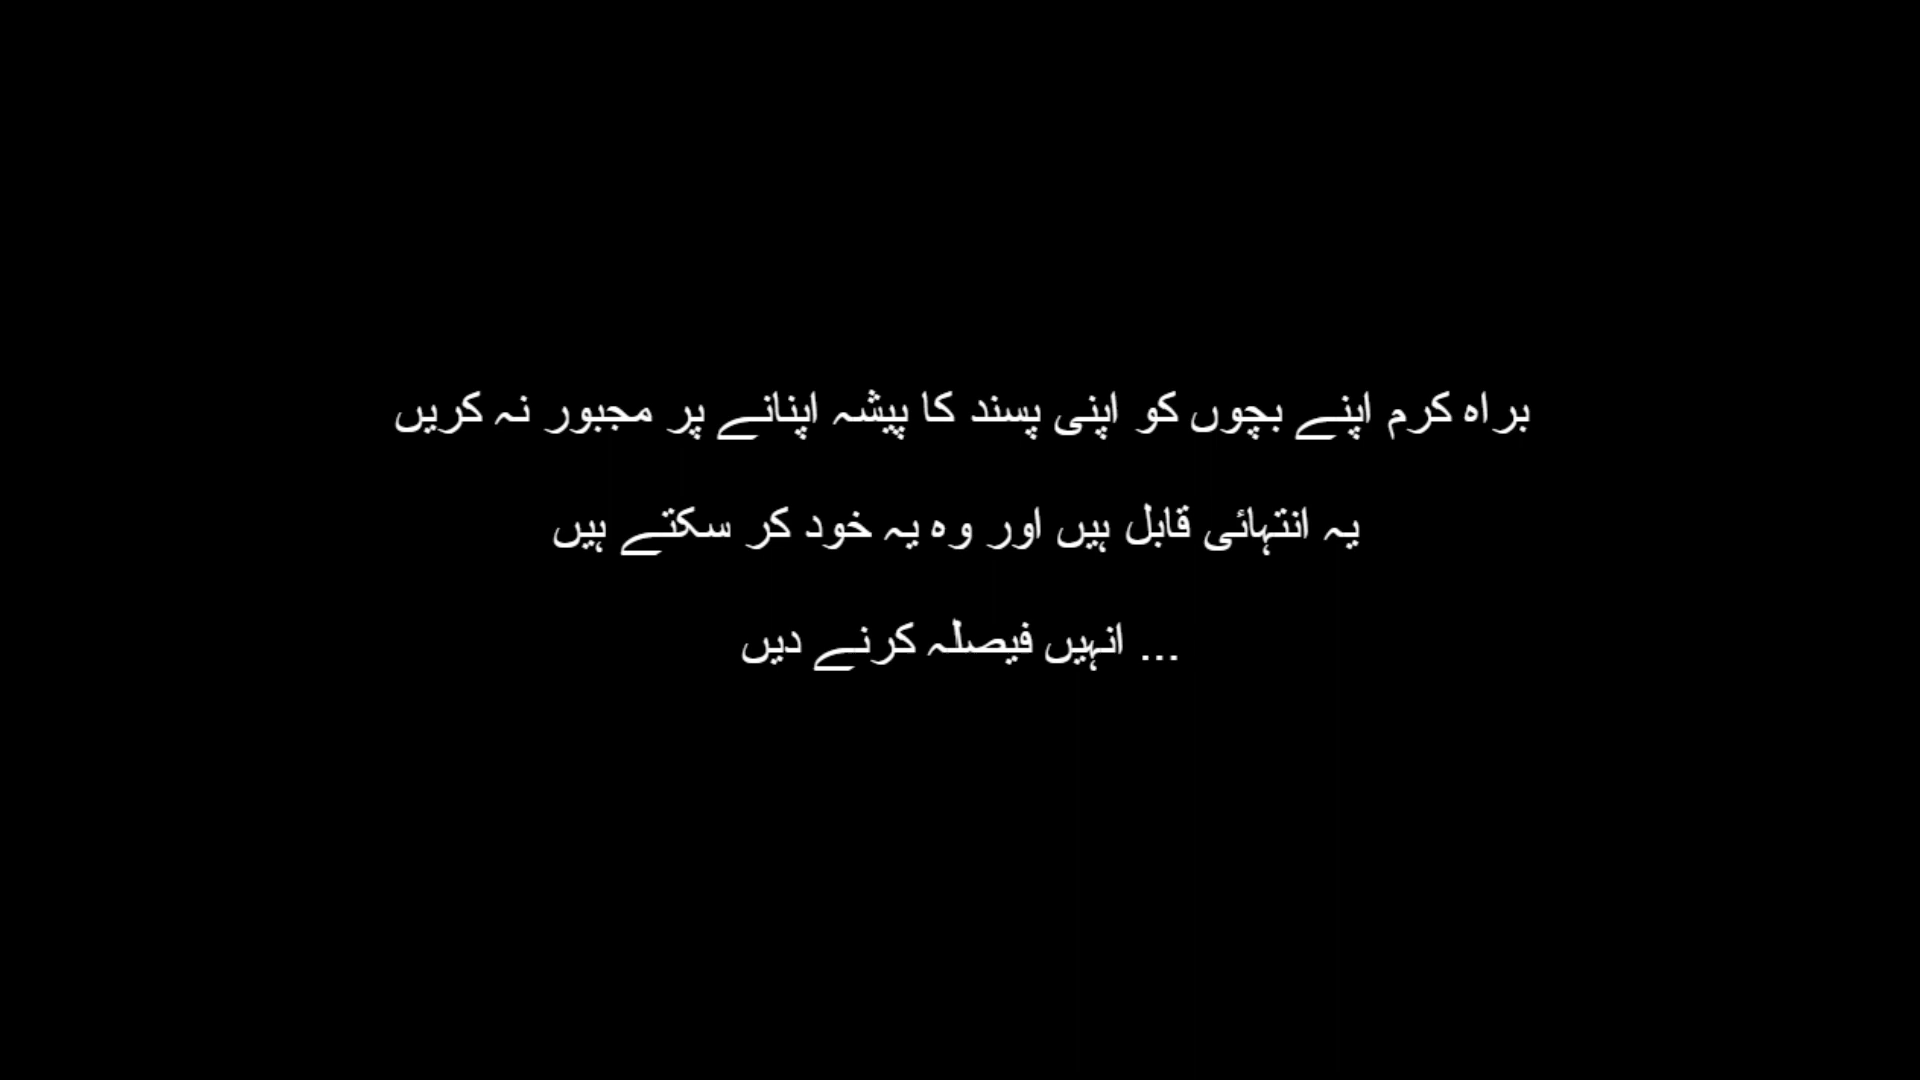 براہ کرم اپنے بچوں کو اپنی پسند کا پیشہ اپنانے پر مجبور نہ کریں
یہ انتہائی قابل ہیں اور وہ یہ خود کر سکتے ہیں
... انہیں فیصلہ کرنے دیں